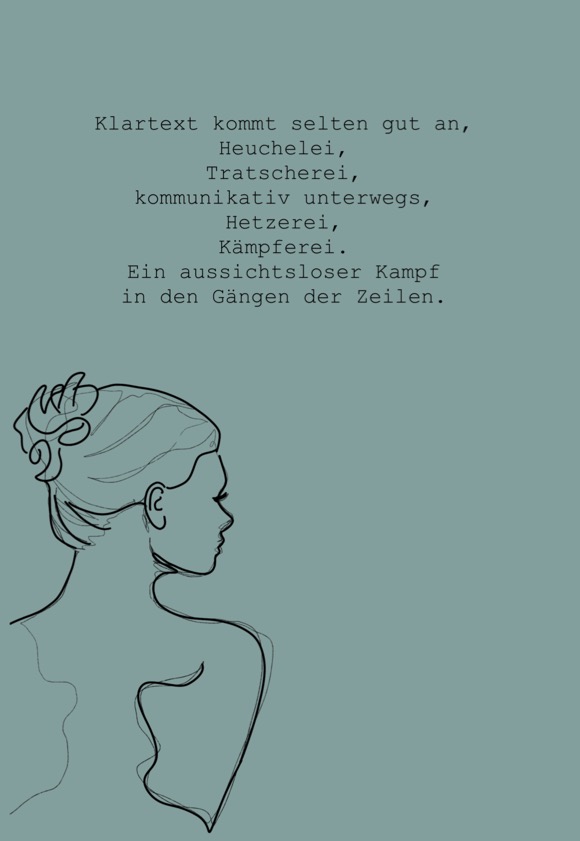 Klartext kommt selten gut an,
Heuchelei,
Tratscherei,
kommunikativ unterwegs,
Hetzerei,
Kämpferei.
Ein aussichtsloser Kampf
in den Gängen der Zeilen.